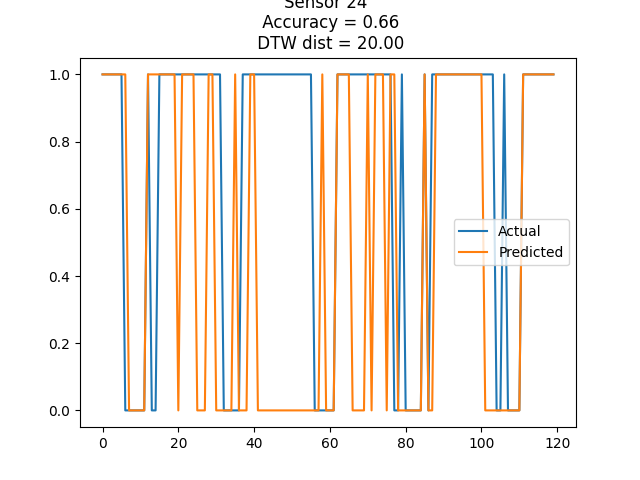 Sensor 24
Accuracy = 0.66
DTW dist = 20.00
1.0
0.8
0.6
0.4
0.2
0.0
Actual
Predicted
0 20 40 60 80 100 120